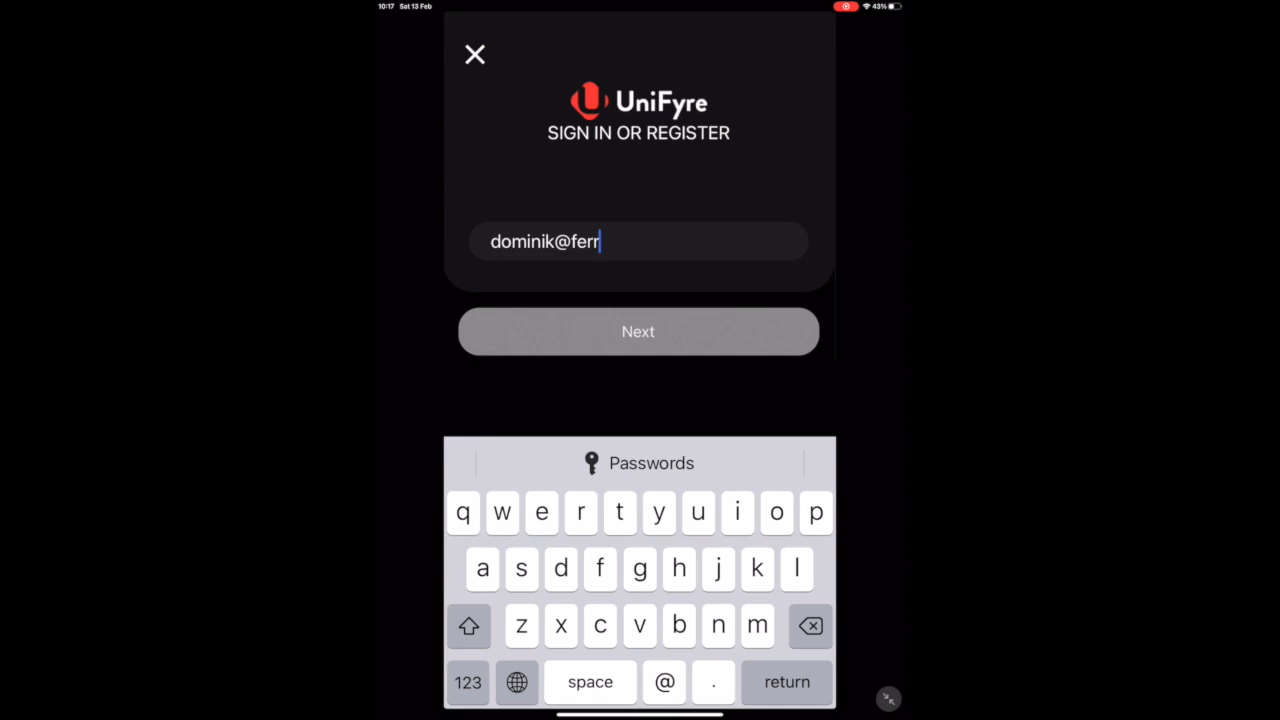 10:17 Sat 13 Feb
43%
UniFyre
SIGN IN OR REGISTER
dominik@ferr
Next
Passwords
q w e r t y u i o p
a s d f g h j k l
z x c v b n m
123 space @ . return